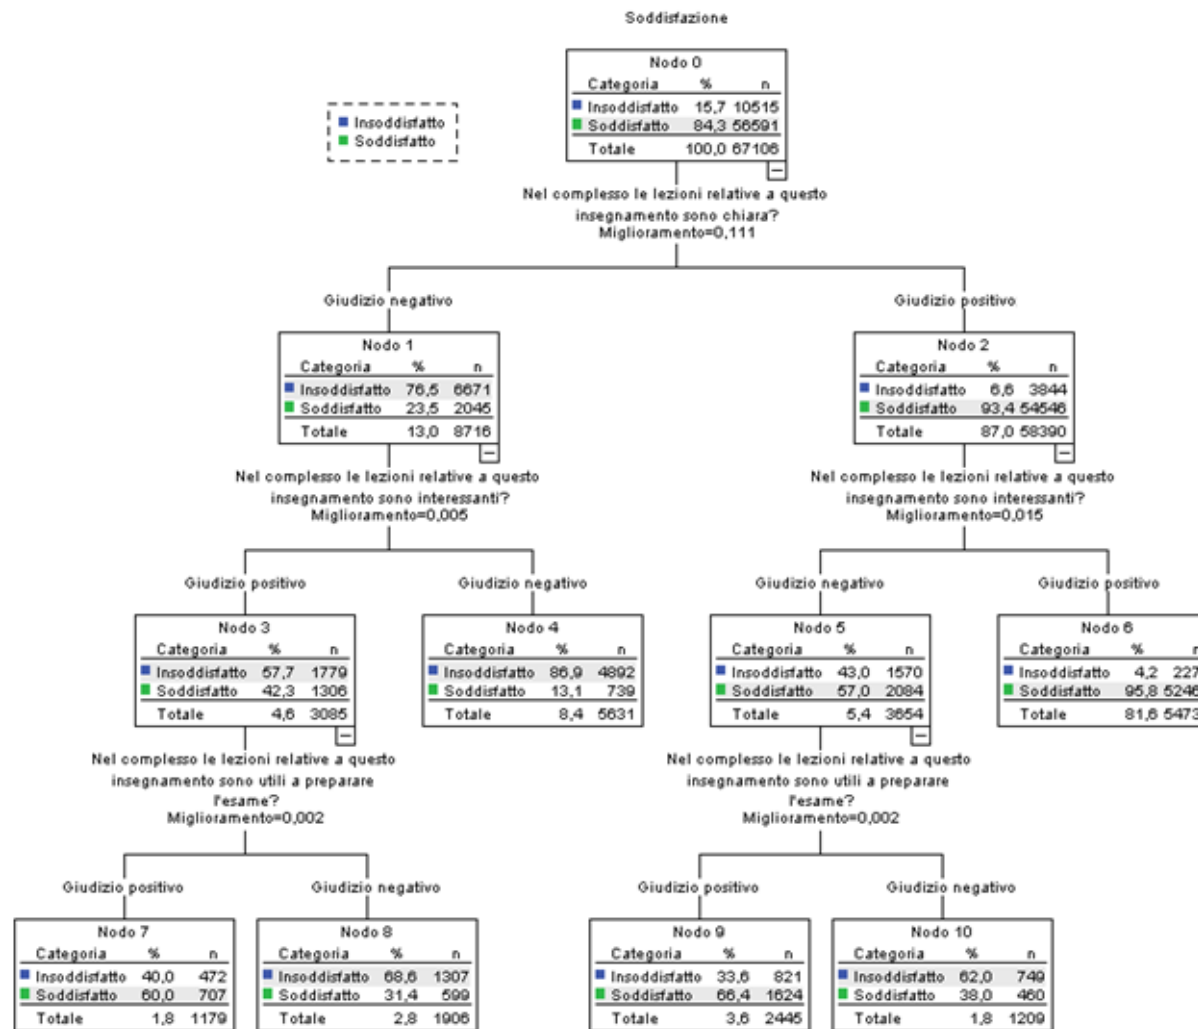 Soddisfazione
Nodo 0
Categoria % n
Insoddisfatto 15,7 10515
Soddisfatto 84,3 56591
Totale 100,0 67106
Insoddisfatto
Soddisfatto
Nel complesso le lezioni relative a questo
insegnamento sono chiara?
Miglioramento=0,111
Giudizio negativo
Giudizio positivo
Nodo 1
Categoria % n
Insoddisfatto 76,5 6671
Soddisfatto 23,5 2045
Totale 13,0 8716
Nodo 2
Categoria % n
Insoddisfatto 6,6 3844
Soddisfatto 93,4 54546
Totale 87,0 58390
Nel complesso le lezioni relative a questo
insegnamento sono interessanti?
Miglioramento=0,005
Nel complesso le lezioni relative a questo
insegnamento sono interessanti?
Miglioramento=0,015
Giudizio positivo
Giudizio negativo
Giudizio negativo
Giudizio positivo
Nodo 3
Categoria % n
Insoddisfatto 57,7 1779
Soddisfatto 42,3 1306
Totale 4,6 3085
Nodo 4
Categoria % n
Insoddisfatto 86,9 4892
Soddisfatto 13,1 739
Totale 8,4 5631
Nodo 5
Categoria % n
Insoddisfatto 43,0 1570
Soddisfatto 57,0 2084
Totale 5,4 3654
Nodo 6
Categoria %
Insoddisfatto 4,2 227
Soddisfatto 95,8 5246
Totale 81,6 5473
Nel complesso le lezioni relative a questo
insegnamento sono utili a preparare
l'esame?
Miglioramento=0,002
Nel complesso le lezioni relative a questo
insegnamento sono utili a preparare
l'esame?
Miglioramento=0,002
Giudizio positivo
Giudizio negativo
Giudizio positivo
Giudizio negativo
Nodo 7
Categoria % n
Insoddisfatto 40,0 472
Soddisfatto 60,0 707
Totale 1,8 1179
Nodo 8
Categoria % n
Insoddisfatto 68,6 1307
Soddisfatto 31,4 599
Totale 2,8 1906
Nodo 9
Categoria % n
Insoddisfatto 33,6 821
Soddisfatto 66,4 1624
Totale 3,6 2445
Nodo 10
Categoria % n
Insoddisfatto 62,0 749
Soddisfatto 38,0 460
Totale 1,8 1209